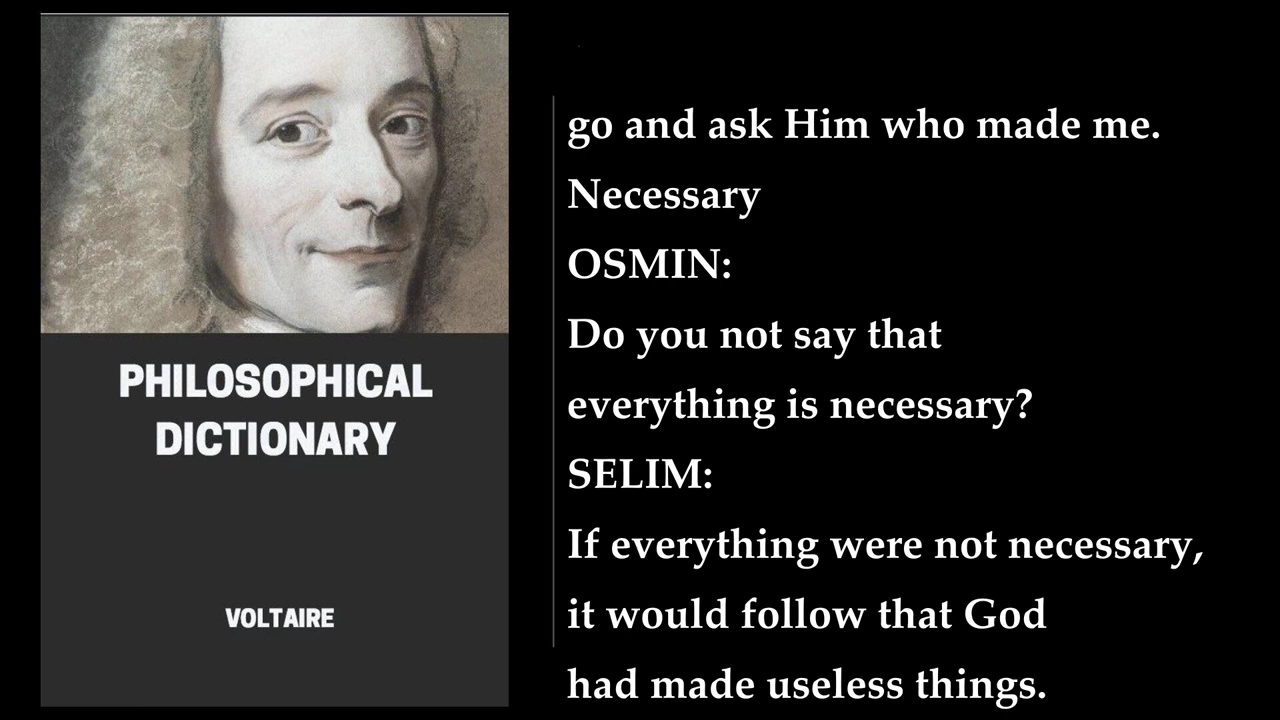 PHILOSOPHICAL
DICTIONARY
VOLTAIRE
go and ask Him who made me.
Necessary
OSMIN:
Do you not say that
everything is necessary?
SELIM:
If everything were not necessary,
it would follow that God
had made useless things.